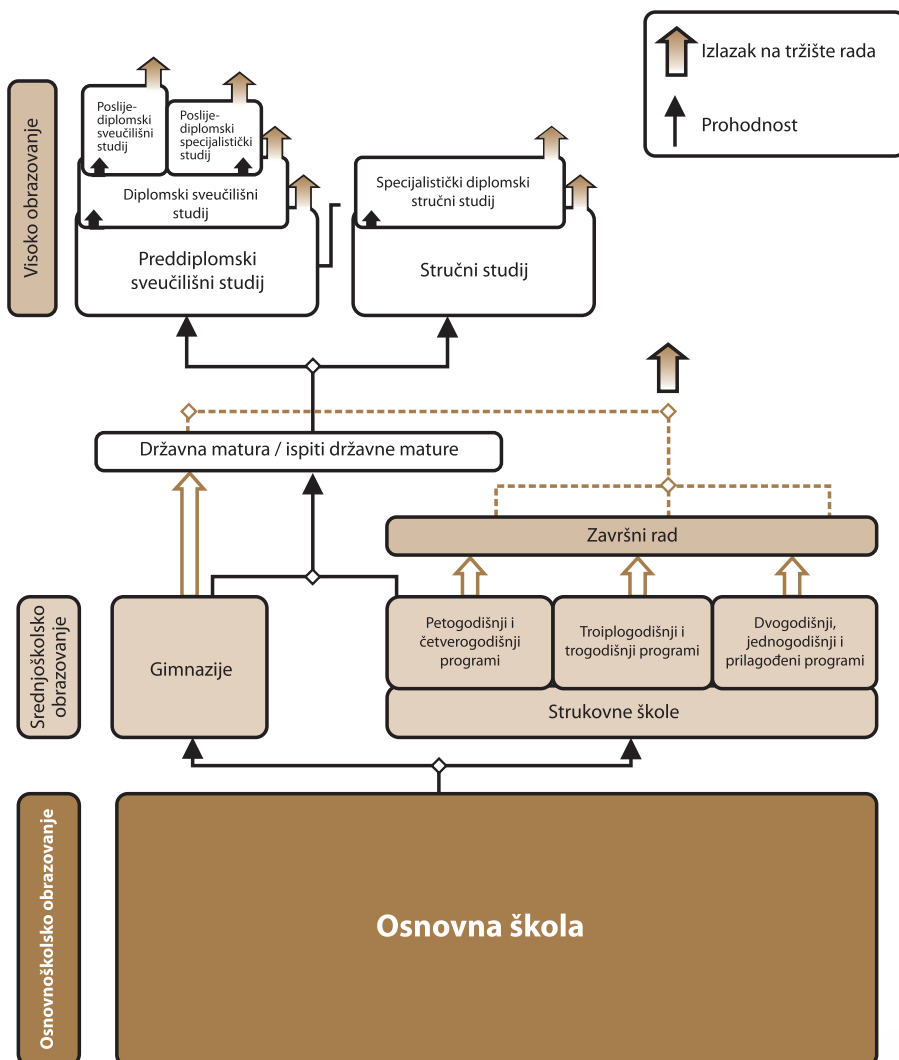 Izlazak na tržište rada
Prohodnost
Visoko obrazovanje
Poslije-
diplomski
sveučilišni
studij
Poslije-
diplomski
specijalistički
studij
Diplomski sveučilišni
studij
Preddiplomski
sveučilišni studij
Specijalistički diplomski
stručni studij
Stručni studij
Državna matura / ispiti državne mature
Završni rad
Srednjoškolsko
obrazovanje
Gimnazije
Petogodišnji i
četverogodišnji
programi
Troiplogodišnji i
trogodišnji programi
Dvogodišnji,
jednogodišnji i
prilagođeni programi
Strukovne škole
Osnovnoškolsko obrazovanje
Osnovna škola